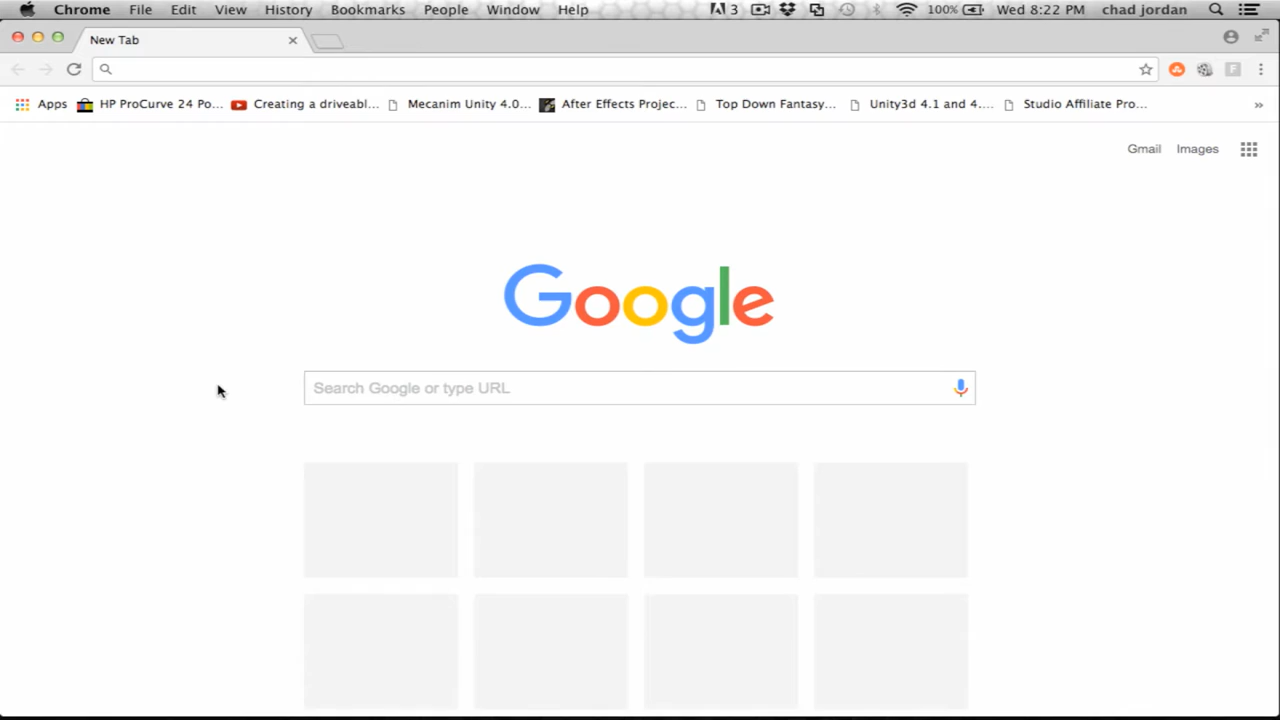 Chrome File Edit View History Bookmarks People Window Help 3 100% Wed 8:22 PM chad jordan
New Tab
Apps HP ProCurve 24 Po... Creating a driveabl... Mecanim Unity 4.0... After Effects Projec... Top Down Fantasy... Unity3d 4.1 and 4.... Studio Affiliate Pro... »
Gmail Images
Google
Search Google or type URL